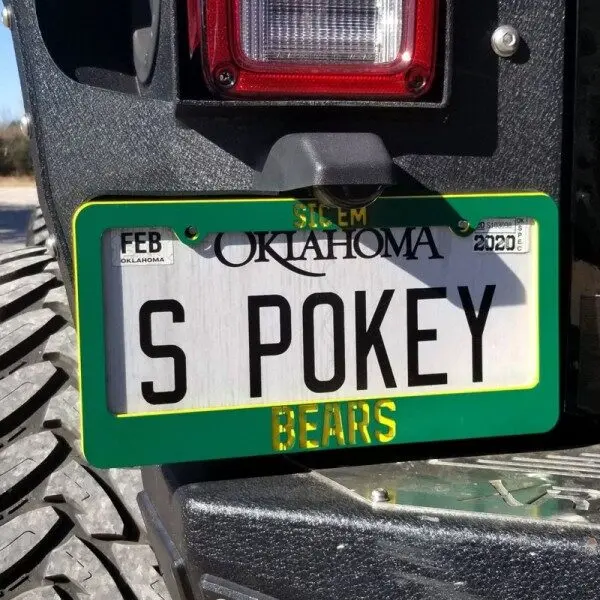 SIC EM
FEB
OKLAHOMA
OKLAHOMA
2020
S POKEY
BEARS